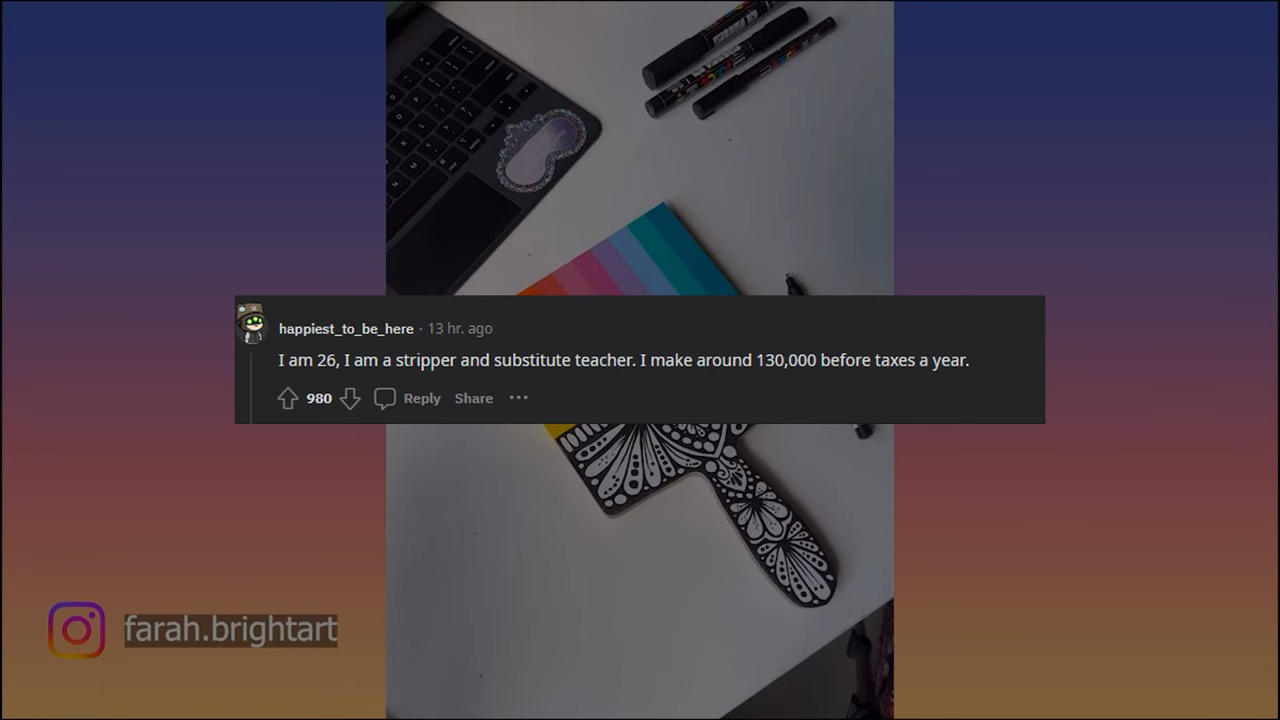 happiest_to_be_here · 13 hr. ago
I am 26, I am a stripper and substitute teacher. I make around 130,000 before taxes a year.
980 Reply Share ···
farah.brightart